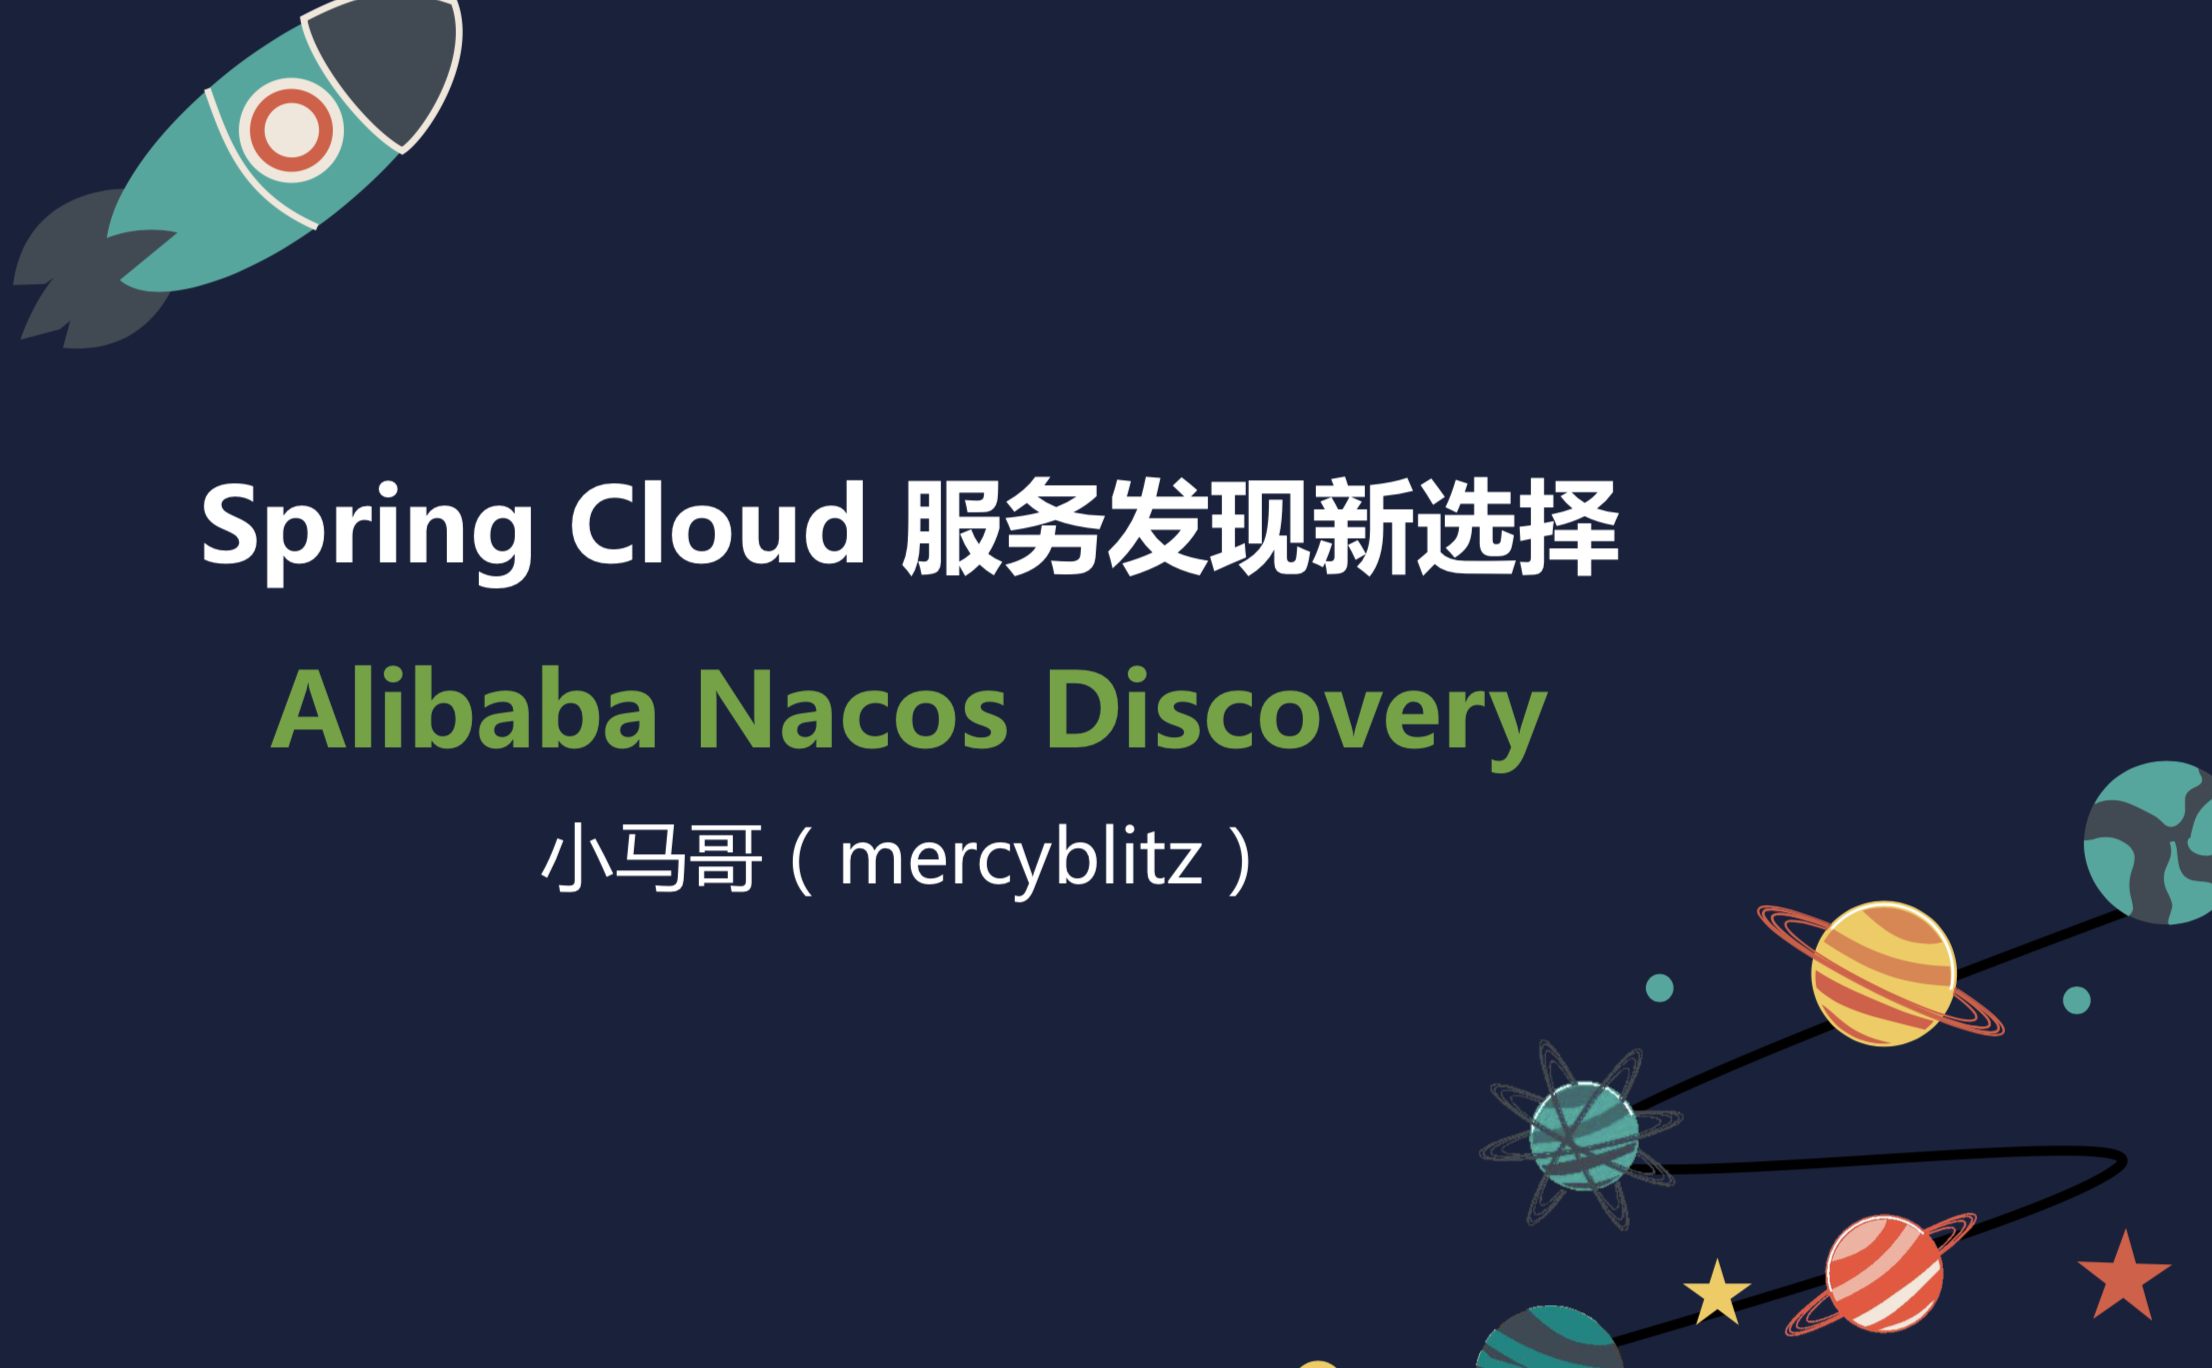 Spring Cloud 服务发现新选择
Alibaba Nacos Discovery
小马哥（mercyblitz）